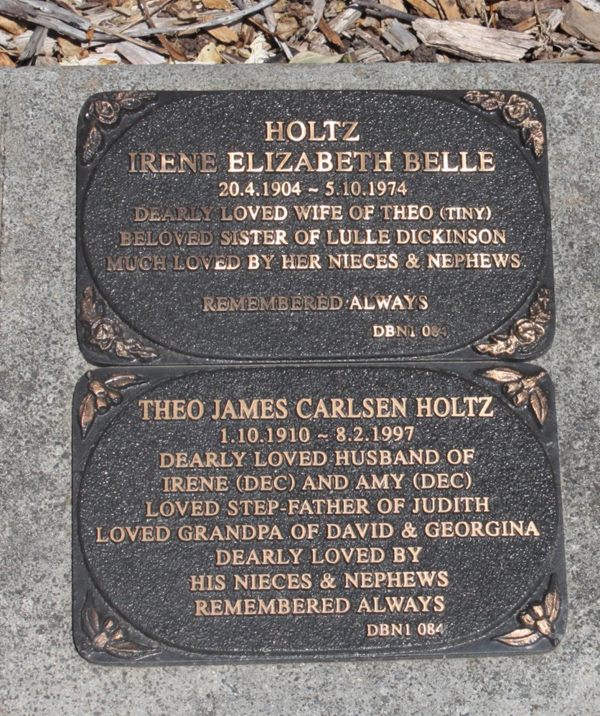 HOLTZ
IRENE ELIZABETH BELLE
20.4.1904 ~ 5.10.1974
DEARLY LOVED WIFE OF THEO (TINY)
BELOVED SISTER OF LULLE DICKINSON
MUCH LOVED BY HER NIECES & NEPHEWS
REMEMBERED ALWAYS
DBN1 084
THEO JAMES CARLSEN HOLTZ
1.10.1910 ~ 8.2.1997
DEARLY LOVED HUSBAND OF
IRENE (DEC) AND AMY (DEC)
LOVED STEP-FATHER OF JUDITH
LOVED GRANDPA OF DAVID & GEORGINA
DEARLY LOVED BY
HIS NIECES & NEPHEWS
REMEMBERED ALWAYS
DBN1 084